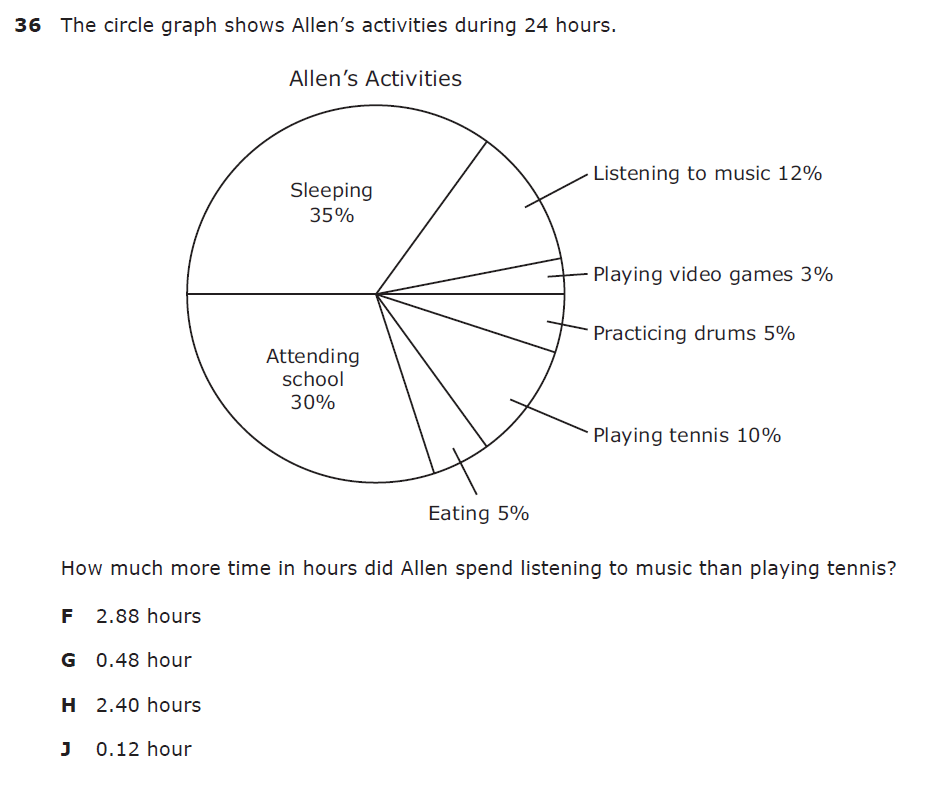 36 The circle graph shows Allen’s activities during 24 hours.
Allen’s Activities
Sleeping
35%
Listening to music 12%
Playing video games 3%
Practicing drums 5%
Attending
school
30%
Playing tennis 10%
Eating 5%
How much more time in hours did Allen spend listening to music than playing tennis?
F 2.88 hours
G 0.48 hour
H 2.40 hours
J 0.12 hour